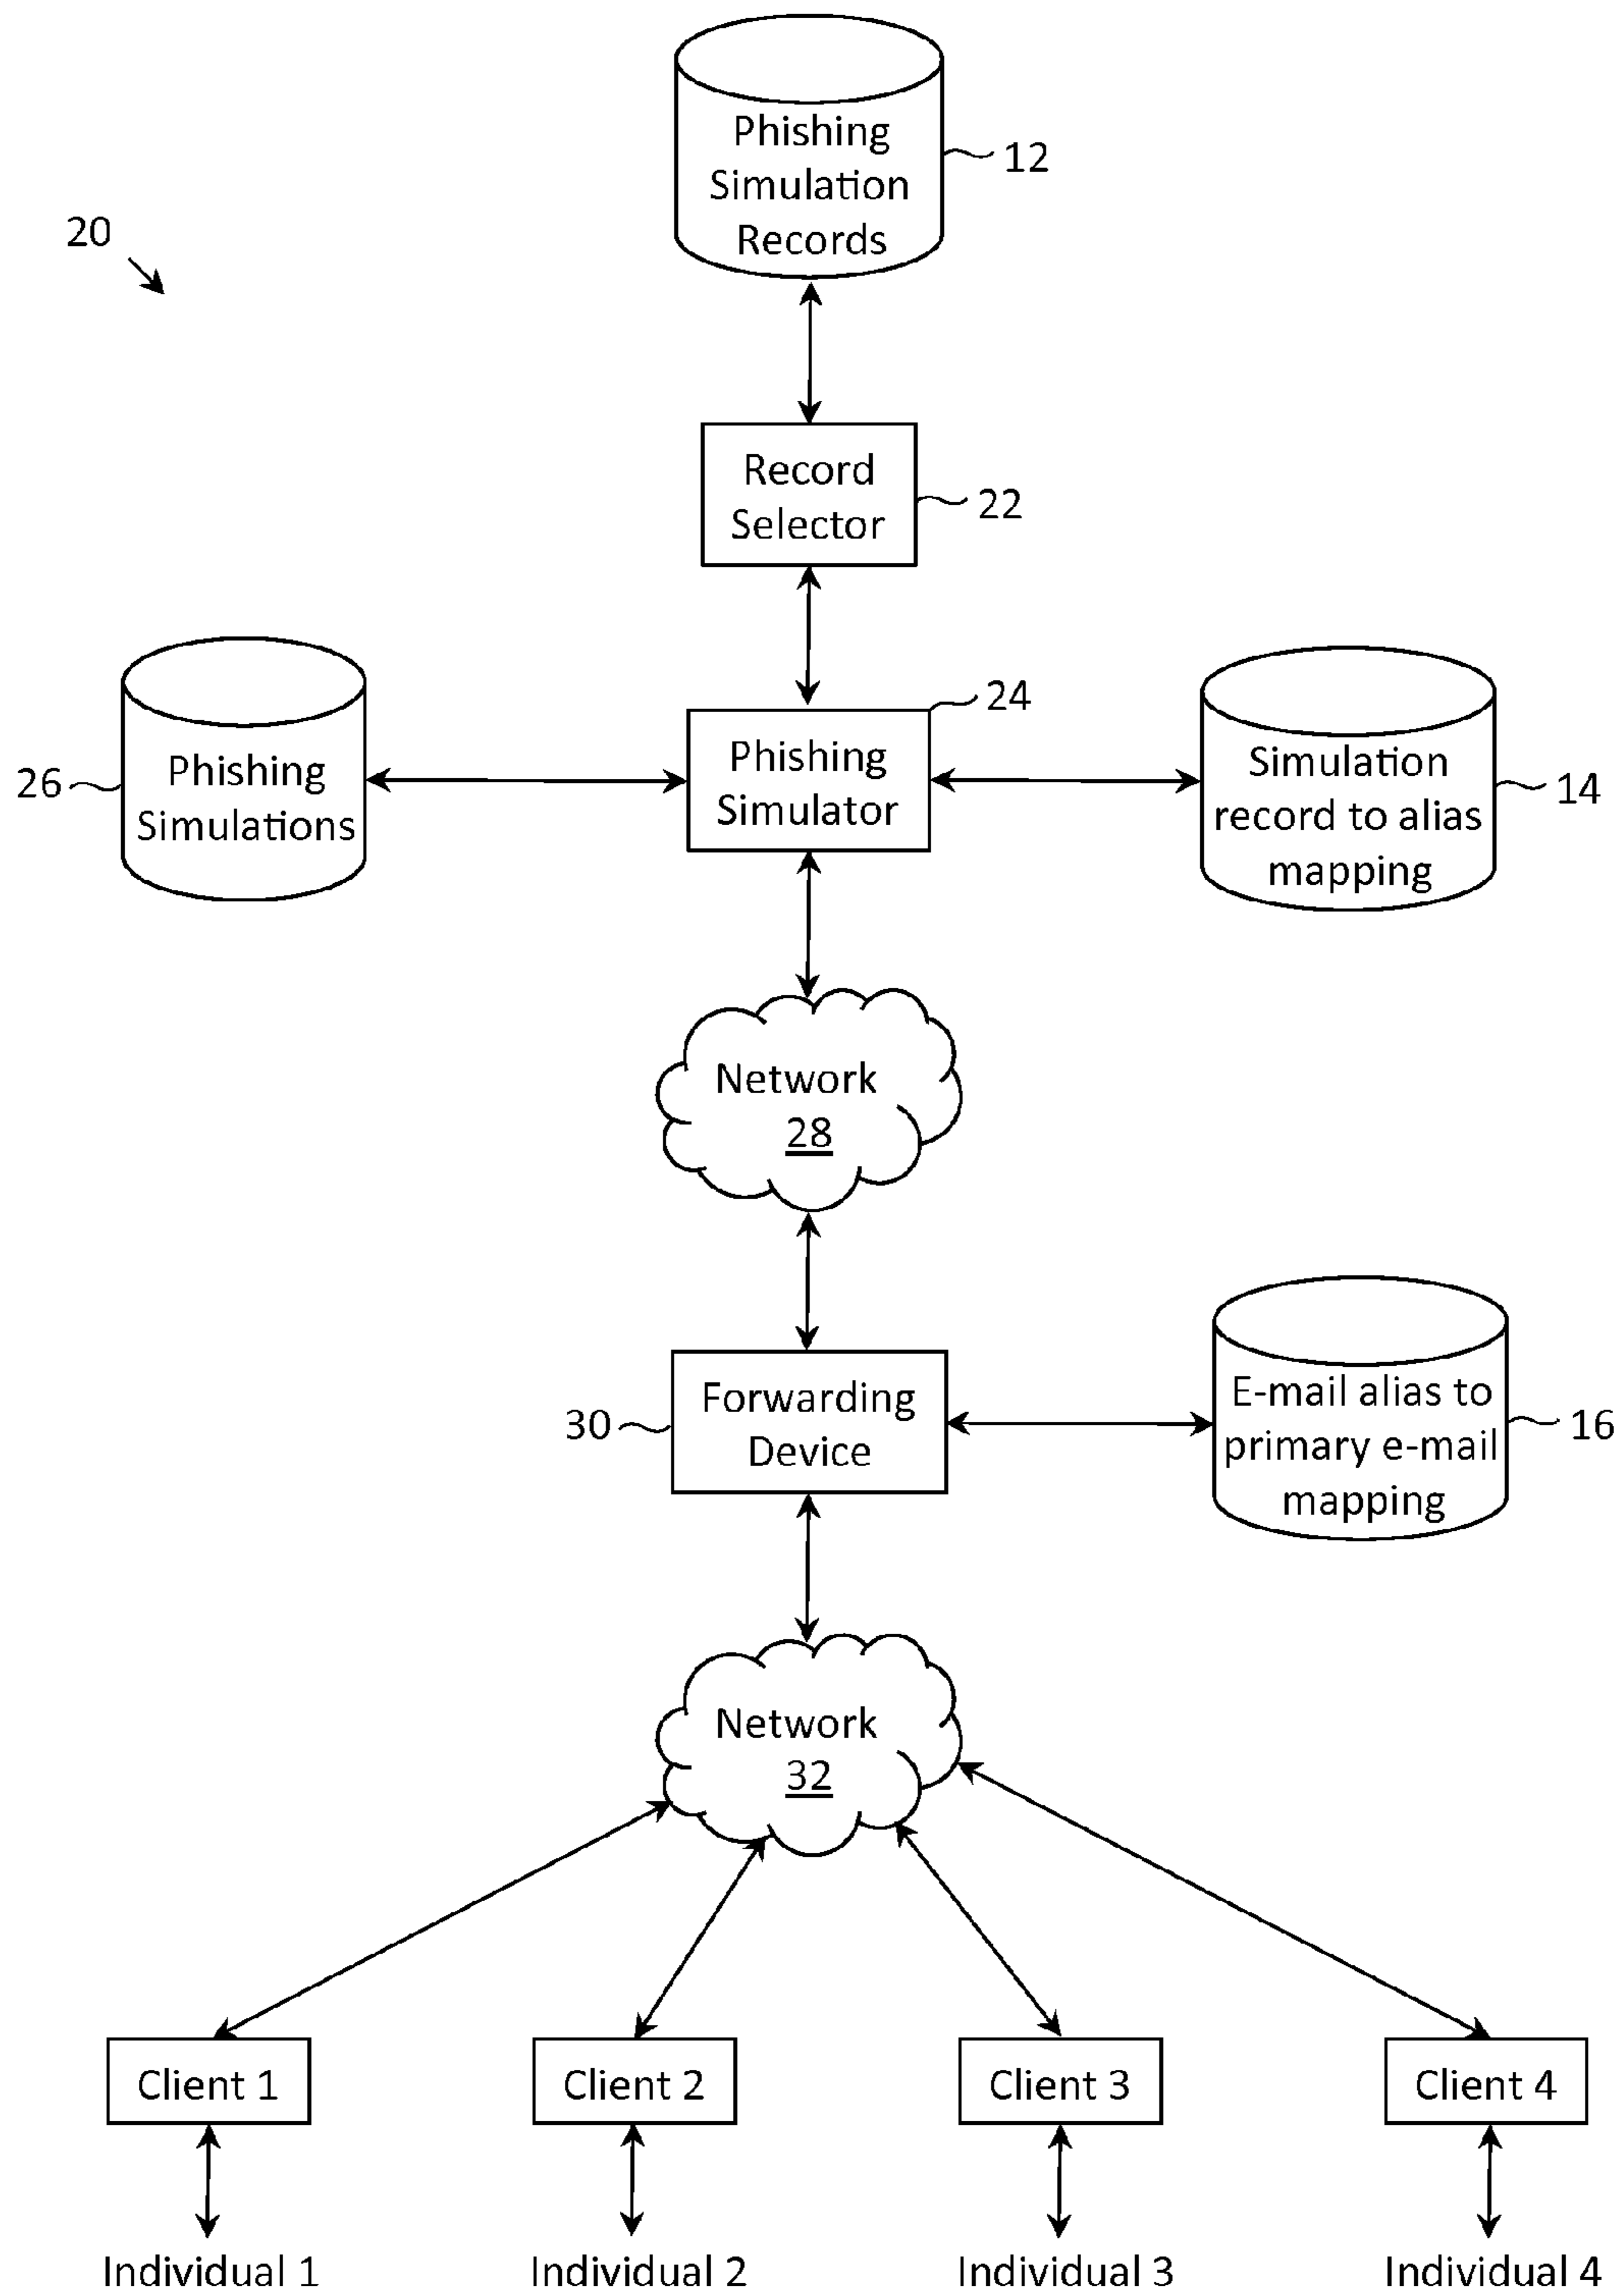 Phishing
Simulation
Records
12
20
Record
Selector
22
24
Phishing
Simulations
26
Phishing
Simulator
Simulation
record to alias
mapping
14
Network
28
Forwarding
Device
30
E-mail alias to
primary e-mail
mapping
16
Network
32
Client 1
Client 2
Client 3
Client 4
Individual 1
Individual 2
Individual 3
Individual 4